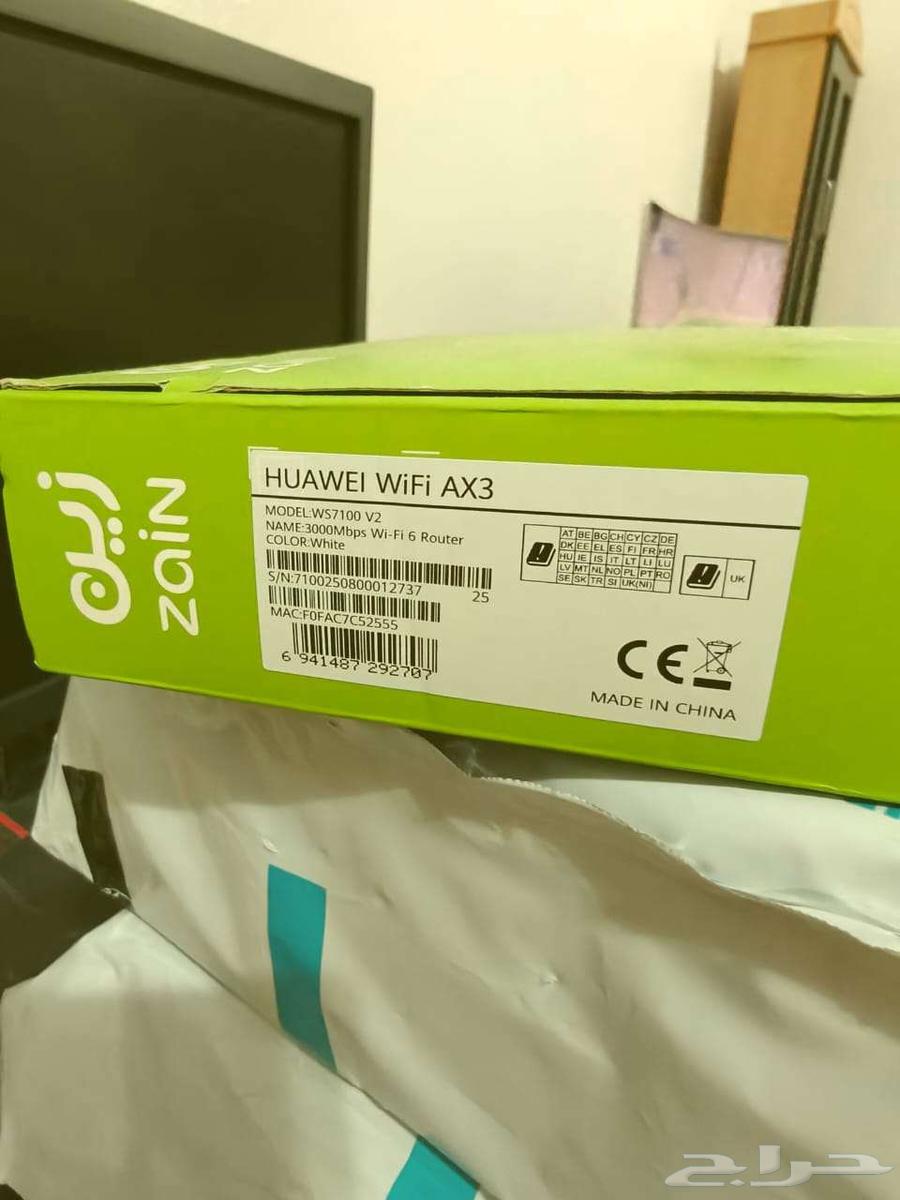 زين
zain
HUAWEI WiFi AX3
MODEL:WS7100 V2
NAME:3000Mbps Wi-Fi 6 Router
COLOR:White
S/N:7100250800012737 25
MAC:F0FAC7C52555
6 941487 292707
AT BE BG CH CY CZ DE
DK EE EL ES FI FR HR
HU IE IS IT LT LI LU
LV MT NL NO PL PT RO
SE SK TR SI UK(NI)
UK
CE
MADE IN CHINA
حراج